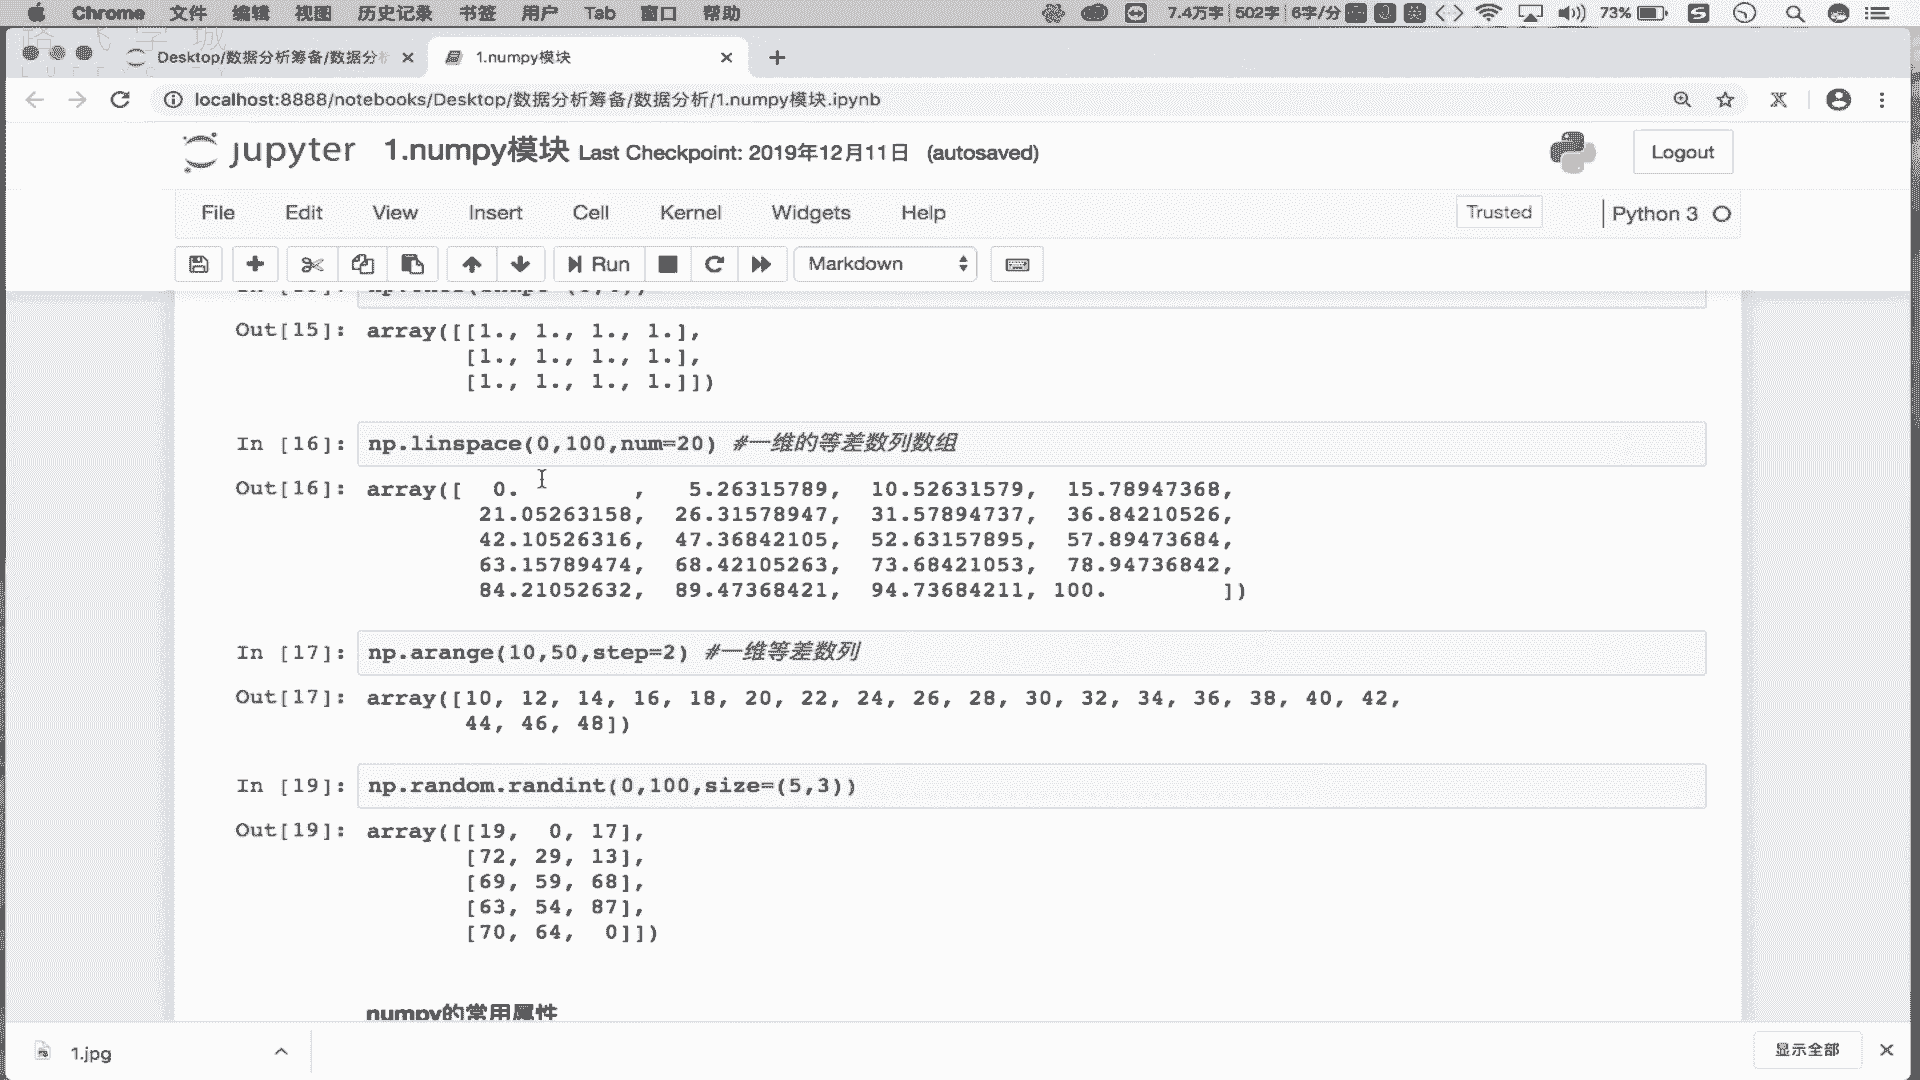 Chrome 文件 编辑 视图 历史记录 书签 用户 Tab 窗口 帮助 7.4万字 502字 6字/分 73%
Desktop/数据分析筹备/数据分析 1.numpy模块
localhost:8888/notebooks/Desktop/数据分析筹备/数据分析/1.numpy模块.ipynb
jupyter 1.numpy模块 Last Checkpoint: 2019年12月11日 (autosaved) Logout
File Edit View Insert Cell Kernel Widgets Help Trusted Python 3
Run Markdown
Out[15]: array([[1., 1., 1., 1.],
[1., 1., 1., 1.],
[1., 1., 1., 1.]])
In [16]: np.linspace(0,100,num=20) #一维的等差数列数组
Out[16]: array([ 0. , 5.26315789, 10.52631579, 15.78947368,
21.05263158, 26.31578947, 31.57894737, 36.84210526,
42.10526316, 47.36842105, 52.63157895, 57.89473684,
63.15789474, 68.42105263, 73.68421053, 78.94736842,
84.21052632, 89.47368421, 94.73684211, 100. ])
In [17]: np.arange(10,50,step=2) #一维等差数列
Out[17]: array([10, 12, 14, 16, 18, 20, 22, 24, 26, 28, 30, 32, 34, 36, 38, 40, 42,
44, 46, 48])
In [19]: np.random.randint(0,100,size=(5,3))
Out[19]: array([[19, 0, 17],
[72, 29, 13],
[69, 59, 68],
[63, 54, 87],
[70, 64, 0]])
numpy的常用属性
1.jpg 显示全部